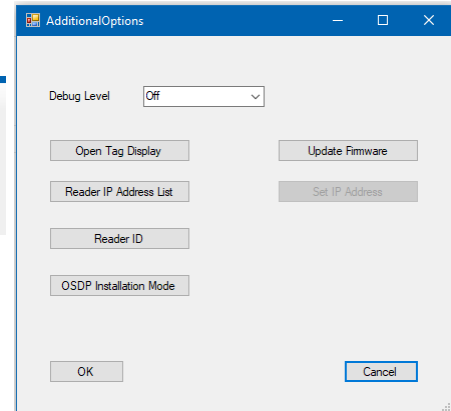 AdditionalOptions
Debug Level Off
Open Tag Display Update Firmware
Reader IP Address List Set IP Address
Reader ID
OSDP Installation Mode
OK Cancel